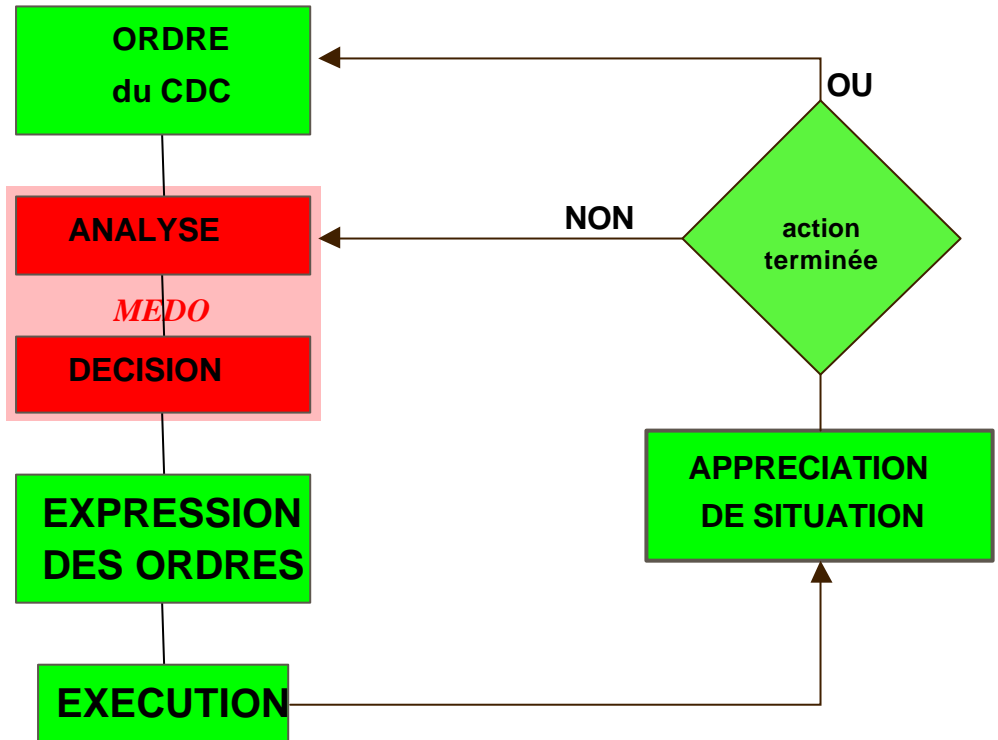 ORDRE
du CDC
OU
ANALYSE
NON
action
terminée
MEDO
DECISION
APPRECIATION
DE SITUATION
EXPRESSION
DES ORDRES
EXECUTION